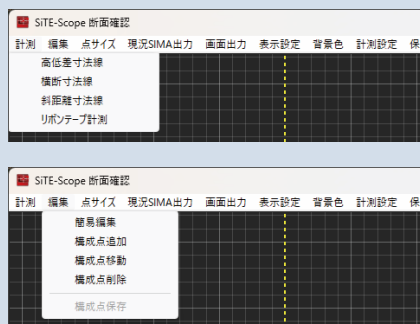 SiTE-Scope 断面確認
計測 編集 点サイズ 現況SIMA出力 画面出力 表示設定 背景色 計測設定 保
高低差寸法線
横断寸法線
斜距離寸法線
リボンテープ計測
SiTE-Scope 断面確認
計測 編集 点サイズ 現況SIMA出力 画面出力 表示設定 背景色 計測設定 保
簡易編集
構成点追加
構成点移動
構成点削除
構成点保存